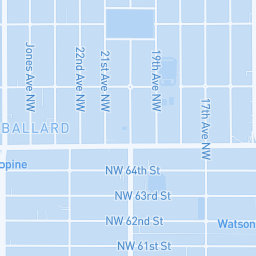 Jones Ave NW
22nd Ave NW
21st Ave NW
19th Ave NW
17th Ave NW
BALLARD
opine
NW 64th St
NW 63rd St
NW 62nd St
Watson
NW 61st St